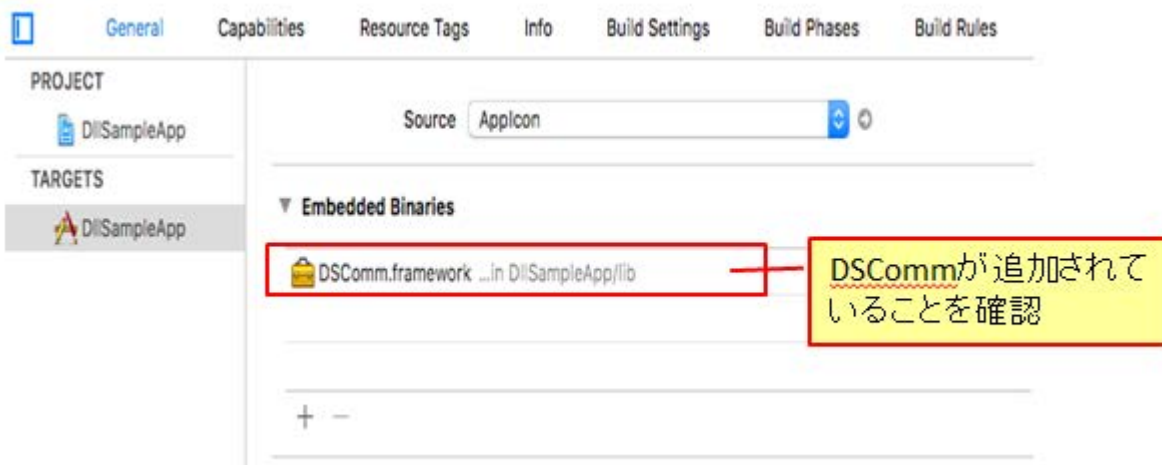 General Capabilities Resource Tags Info Build Settings Build Phases Build Rules
PROJECT
DllSampleApp
Source AppIcon
TARGETS
DllSampleApp
Embedded Binaries
DSComm.framework ...in DllSampleApp/lib
DSCommが追加されて
いることを確認